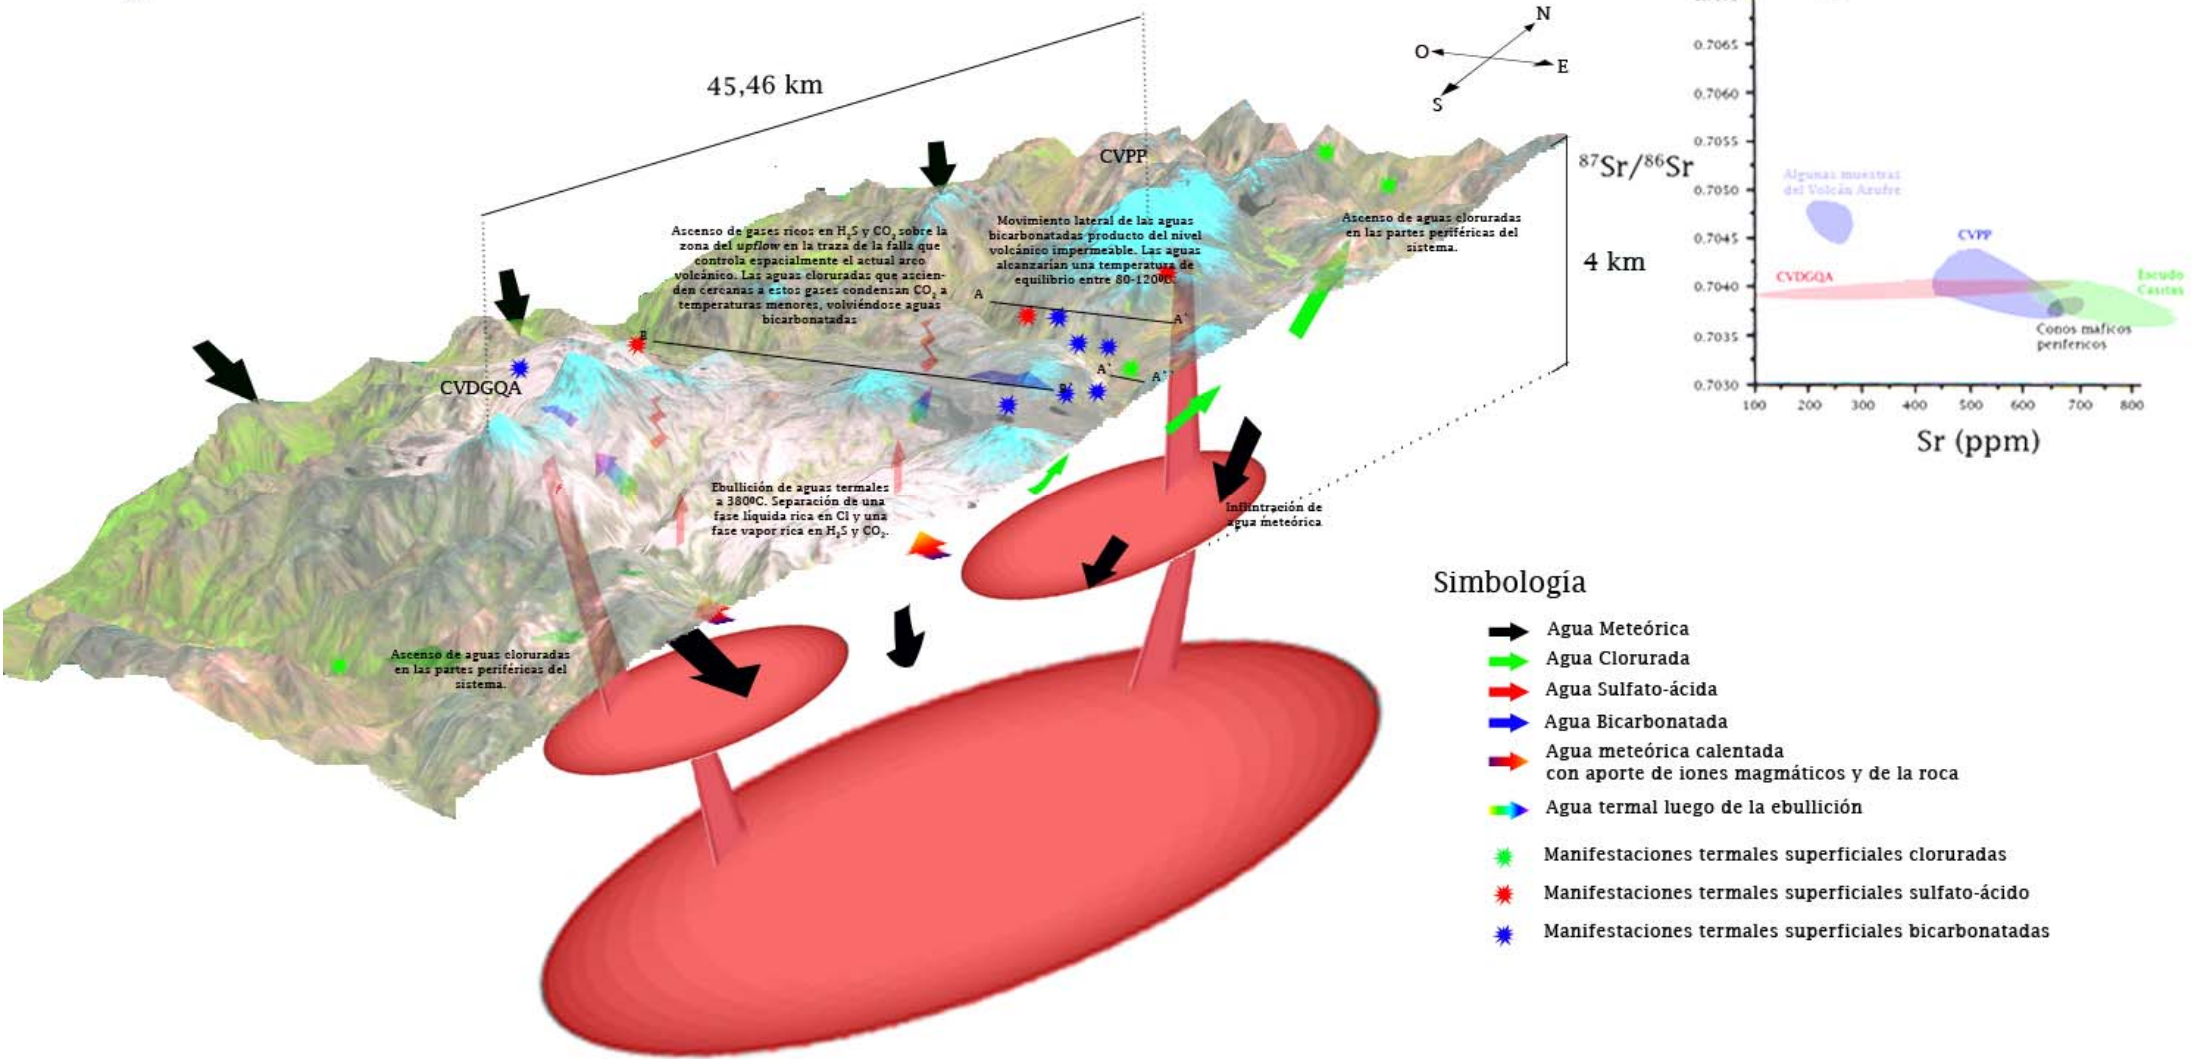 45,46 km
N
O
E
S
CVPP
Ascenso de gases ricos en H₂S y CO₂ sobre la
zona del upflow en la traza de la falla que
controla espacialmente el actual arco
volcánico. Las aguas cloruradas que ascien-
den cercanas a estos gases condensan CO₂ a
temperaturas menores, volviéndose aguas
bicarbonatadas
Movimiento lateral de las aguas
bicarbonatadas producto del nivel
volcánico impermeable. Las aguas
alcanzarían una temperatura de
equilibrio entre 80-120ºC.
Ascenso de aguas cloruradas
en las partes periféricas del
sistema.
4 km
A
A'
B
B'
A'
A''
CVDGQA
Ebullición de aguas termales
a 380ºC. Separación de una
fase líquida rica en Cl y una
fase vapor rica en H₂S y CO₂.
Inflintración de
agua meteórica
Ascenso de aguas cloruradas
en las partes periféricas del
sistema.
⁸⁷Sr/⁸⁶Sr
0.7065
0.7060
0.7055
0.7050
0.7045
0.7040
0.7035
0.7030
Algunas muestras
del Volcán Azufre
CVPP
CVDGQA
Escudo
Casitas
Conos máficos
periféricos
100 200 300 400 500 600 700 800
Sr (ppm)
Simbología
Agua Meteórica
Agua Clorurada
Agua Sulfato-ácida
Agua Bicarbonatada
Agua meteórica calentada
con aporte de iones magmáticos y de la roca
Agua termal luego de la ebullición
Manifestaciones termales superficiales cloruradas
Manifestaciones termales superficiales sulfato-ácido
Manifestaciones termales superficiales bicarbonatadas